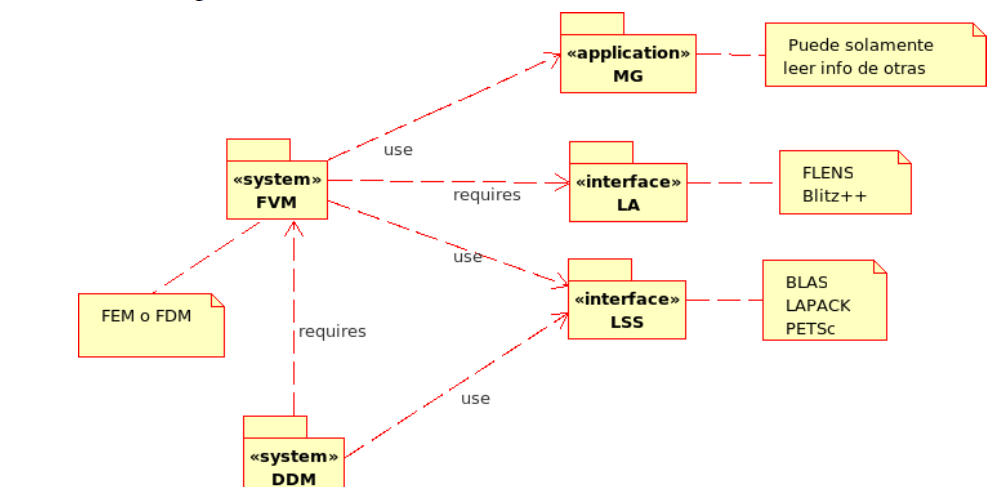 «application»
MG
Puede solamente
leer info de otras
use
«system»
FVM
requires
«interface»
LA
FLENS
Blitz++
use
«interface»
LSS
BLAS
LAPACK
PETSc
FEM o FDM
requires
use
«system»
DDM